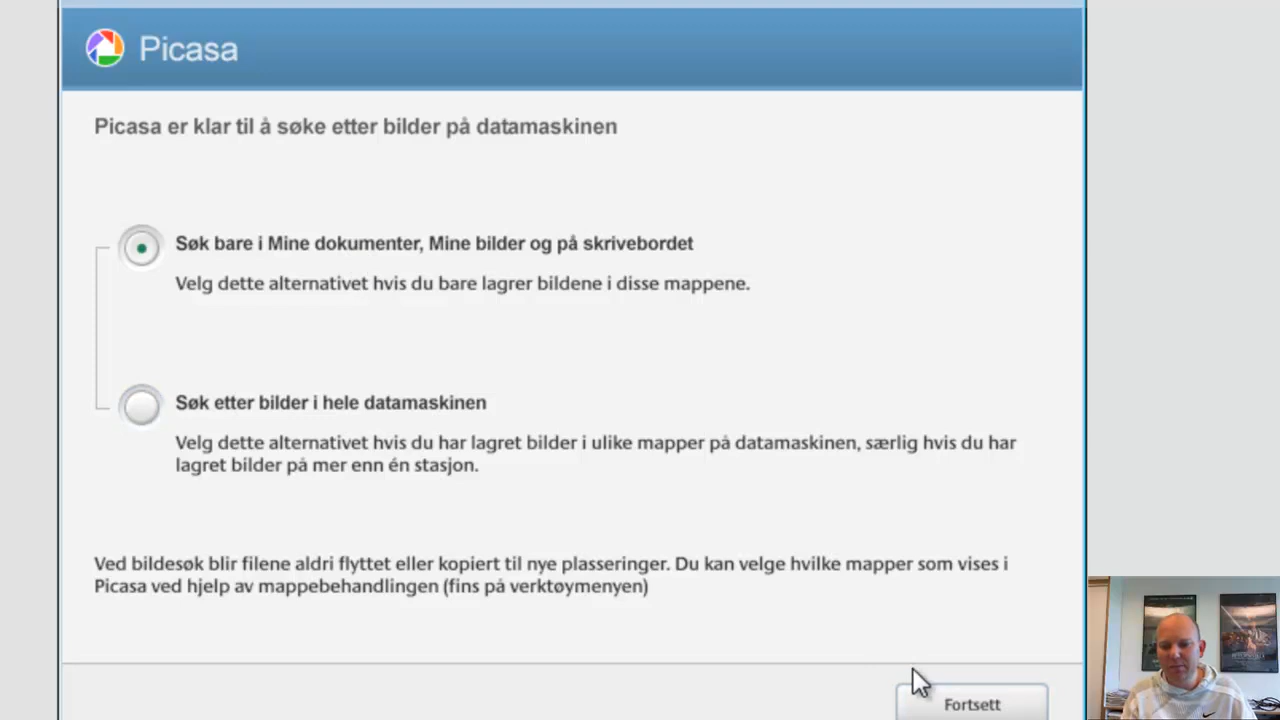 Picasa
Picasa er klar til å søke etter bilder på datamaskinen
Søk bare i Mine dokumenter, Mine bilder og på skrivebordet
Velg dette alternativet hvis du bare lagrer bildene i disse mappene.
Søk etter bilder i hele datamaskinen
Velg dette alternativet hvis du har lagret bilder i ulike mapper på datamaskinen, særlig hvis du har
lagret bilder på mer enn én stasjon.
Ved bildesøk blir filene aldri flyttet eller kopiert til nye plasseringer. Du kan velge hvilke mapper som vises i
Picasa ved hjelp av mappebehandlingen (fins på verktøymenyen)
Fortsett